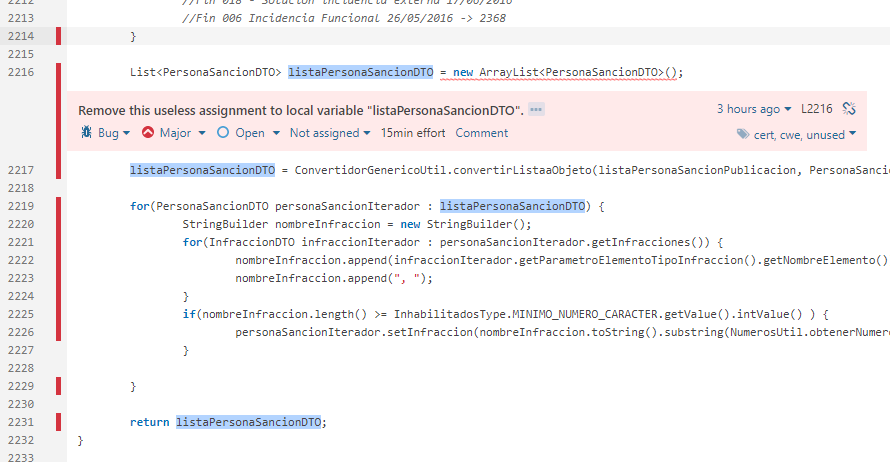 2212 //Fin 018 - Solución incidencia externa 17/06/2016
2213 //Fin 006 Incidencia Funcional 26/05/2016 -> 2368
2214 }
2215
2216 List<PersonaSancionDTO> listaPersonaSancionDTO = new ArrayList<PersonaSancionDTO>();
Remove this useless assignment to local variable "listaPersonaSancionDTO". ··· 3 hours ago L2216
Bug Major Open Not assigned 15min effort Comment cert, cwe, unused
2217 listaPersonaSancionDTO = ConvertidorGenericoUtil.convertirListaaObjeto(listaPersonaSancionPublicacion, PersonaSanc
2218
2219 for(PersonaSancionDTO personaSancionIterador : listaPersonaSancionDTO) {
2220 StringBuilder nombreInfraccion = new StringBuilder();
2221 for(InfraccionDTO infraccionIterador : personaSancionIterador.getInfracciones()) {
2222 nombreInfraccion.append(infraccionIterador.getParametroElementoTipoInfraccion().getNombreElemento()
2223 nombreInfraccion.append(", ");
2224 }
2225 if(nombreInfraccion.length() >= InhabilitadosType.MINIMO_NUMERO_CARACTER.getValue().intValue() ) {
2226 personaSancionIterador.setInfraccion(nombreInfraccion.toString().substring(NumerosUtil.obtenerNumer
2227 }
2228
2229 }
2230
2231 return listaPersonaSancionDTO;
2232 }
2233